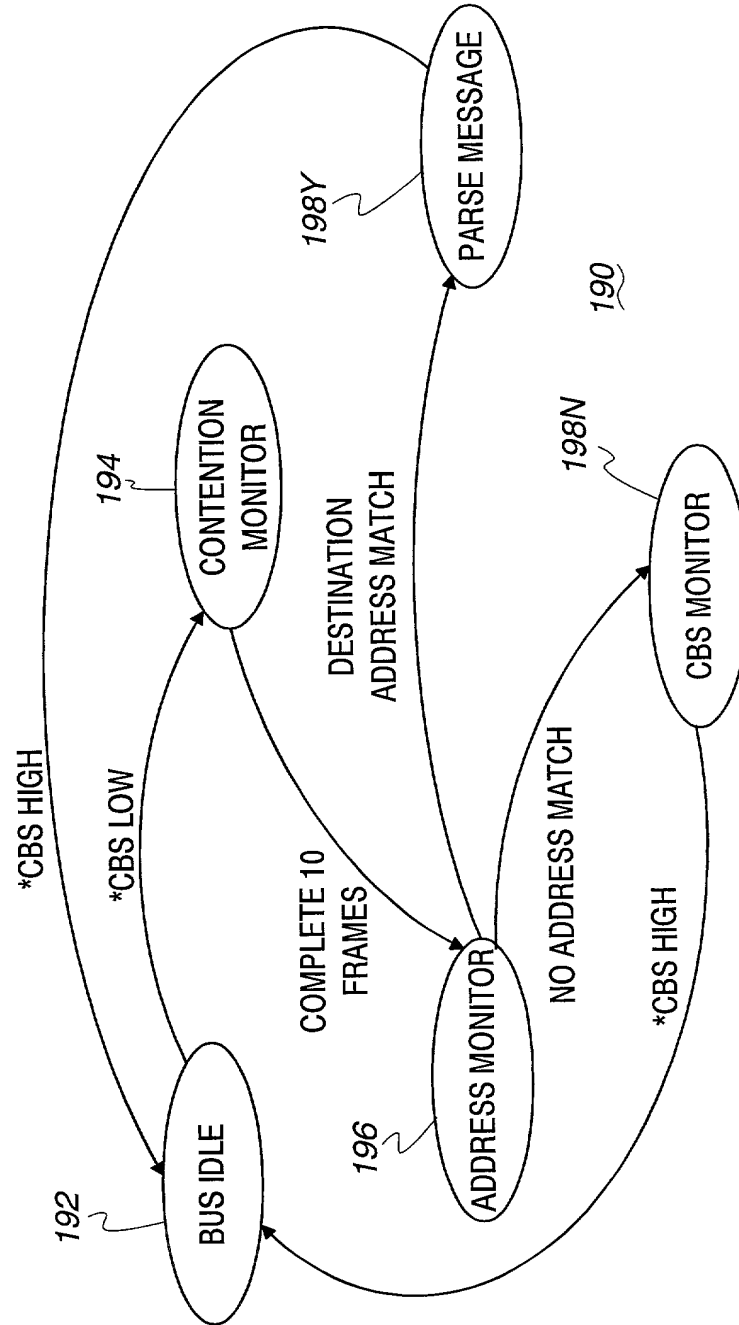 *CBS HIGH
192
BUS IDLE
*CBS LOW
194
CONTENTION
MONITOR
198Y
PARSE MESSAGE
COMPLETE 10
FRAMES
DESTINATION
ADDRESS MATCH
196
ADDRESS MONITOR
NO ADDRESS MATCH
198N
CBS MONITOR
*CBS HIGH
190